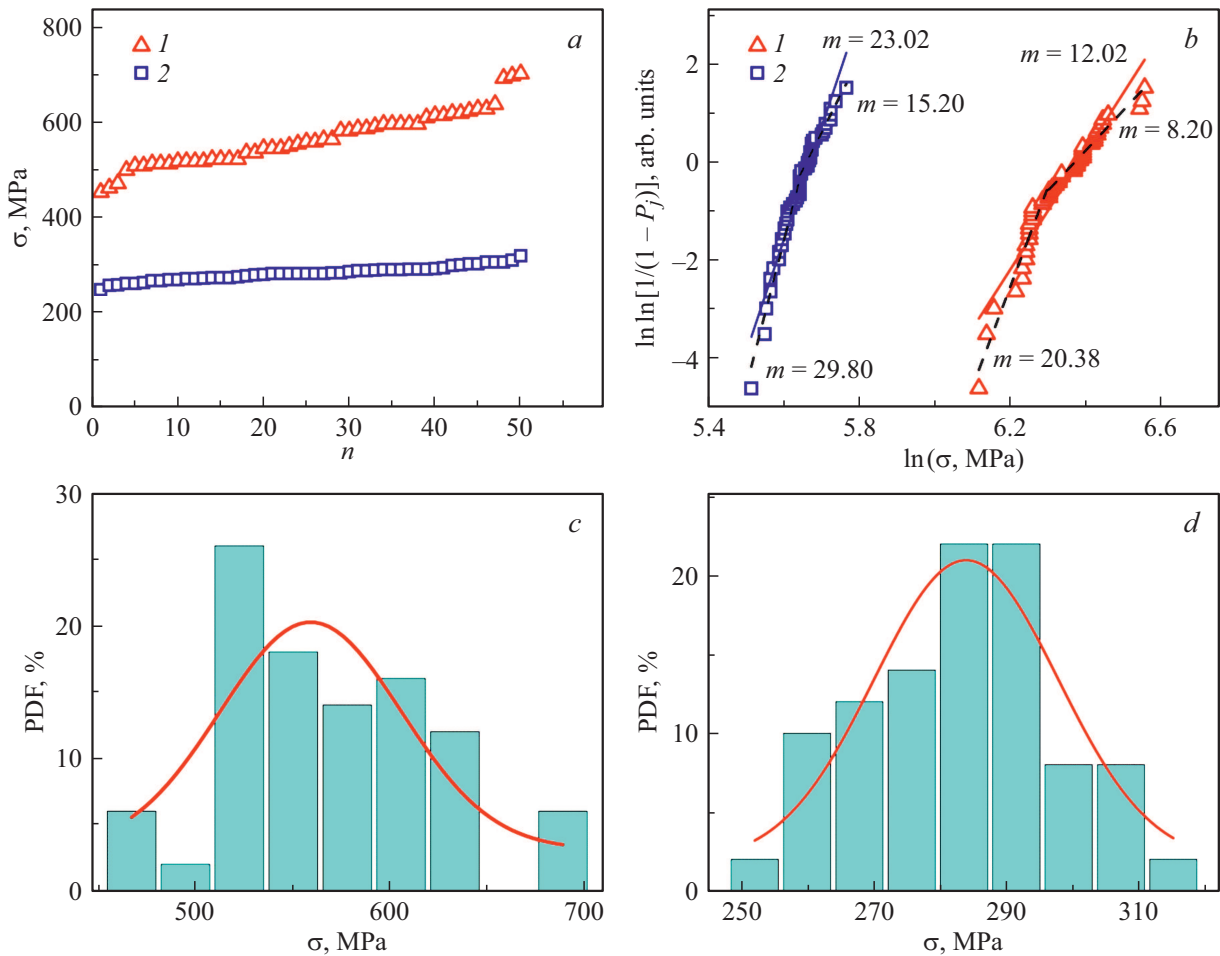 a
1
2
800
600
400
200
0
σ, MPa
0 10 20 30 40 50
n
b
1
2
m = 23.02
m = 12.02
m = 15.20
m = 8.20
m = 29.80
m = 20.38
2
0
−2
−4
ln ln [1/(1 − Pj)], arb. units
5.4 5.8 6.2 6.6
ln (σ, MPa)
c
30
20
10
0
PDF, %
500 600 700
σ, MPa
d
20
10
0
PDF, %
250 270 290 310
σ, MPa